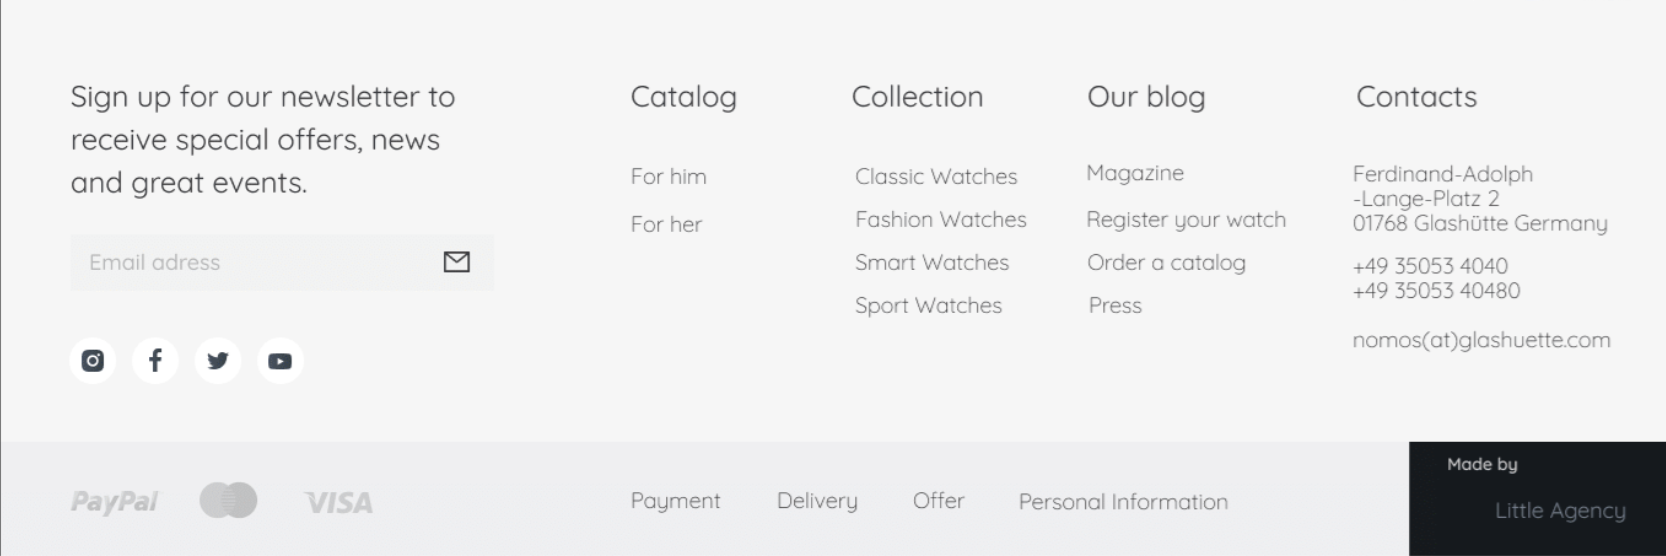 Sign up for our newsletter to
receive special offers, news
and great events.
Email adress
Catalog
For him
For her
Collection
Classic Watches
Fashion Watches
Smart Watches
Sport Watches
Our blog
Magazine
Register your watch
Order a catalog
Press
Contacts
Ferdinand-Adolph
-Lange-Platz 2
01768 Glashütte Germany
+49 35053 4040
+49 35053 40480
nomos(at)glashuette.com
PayPal
VISA
Payment
Delivery
Offer
Personal Information
Made by
Little Agency